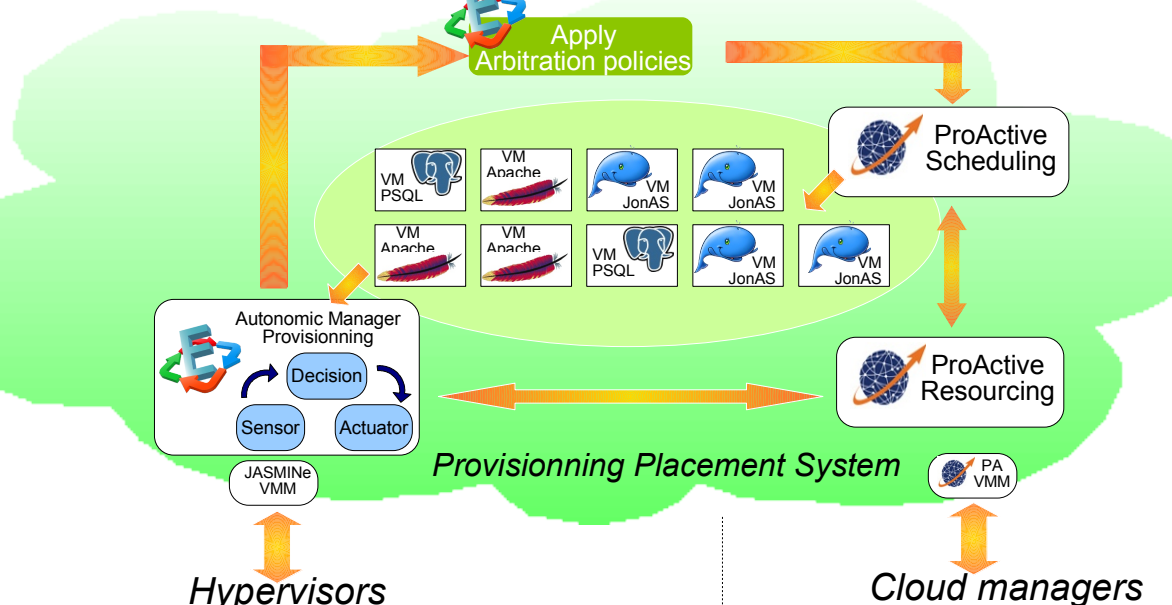 Apply
Arbitration policies
ProActive
Scheduling
VM
PSQL
VM
Apache
VM
JonAS
VM
JonAS
VM
Apache
VM
Apache
VM
PSQL
VM
JonAS
VM
JonAS
Autonomic Manager
Provisionning
Decision
Sensor
Actuator
ProActive
Resourcing
Provisionning Placement System
JASMINe
VMM
PA
VMM
Hypervisors
Cloud managers